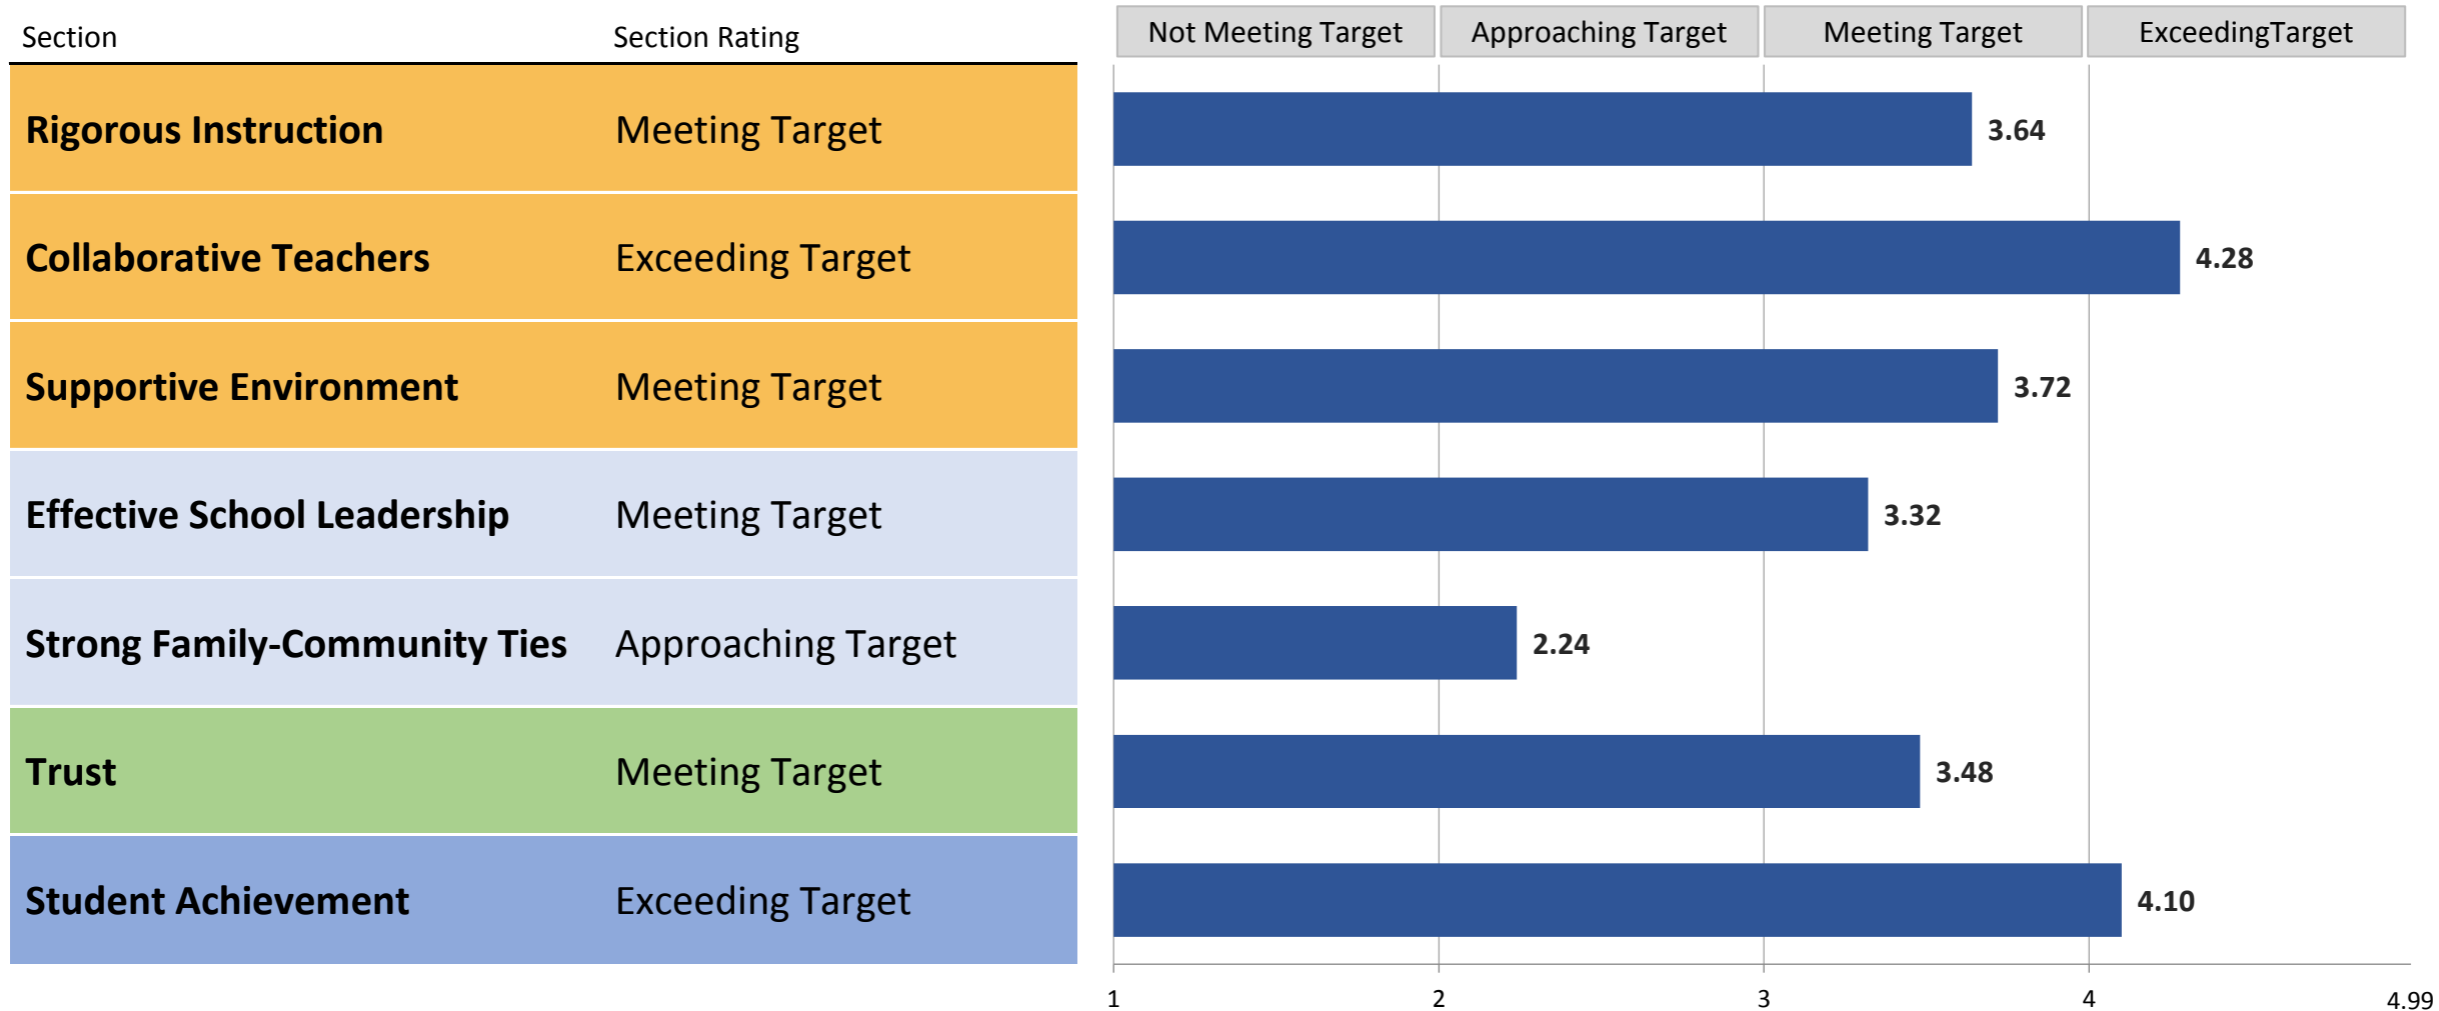 Section Section Rating Not Meeting Target Approaching Target Meeting Target ExceedingTarget
Rigorous Instruction Meeting Target 3.64
Collaborative Teachers Exceeding Target 4.28
Supportive Environment Meeting Target 3.72
Effective School Leadership Meeting Target 3.32
Strong Family-Community Ties Approaching Target 2.24
Trust Meeting Target 3.48
Student Achievement Exceeding Target 4.10
1 2 3 4 4.99